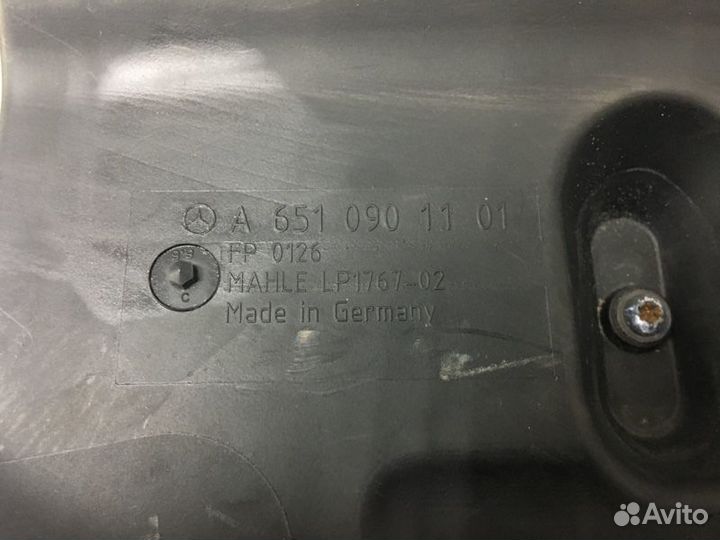 A 651 090 11 01
FP 0126
MAHLE LP1767-02
Made in Germany
C
Avito